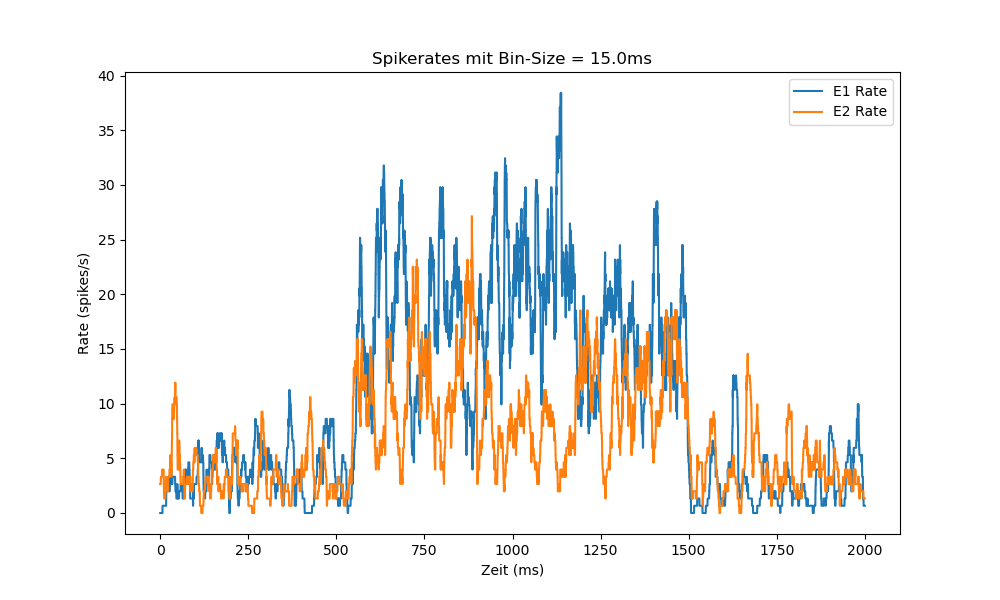 Spikerates mit Bin-Size = 15.0ms
E1 Rate
E2 Rate
40
35
30
25
20
15
10
5
0
Rate (spikes/s)
0 250 500 750 1000 1250 1500 1750 2000
Zeit (ms)